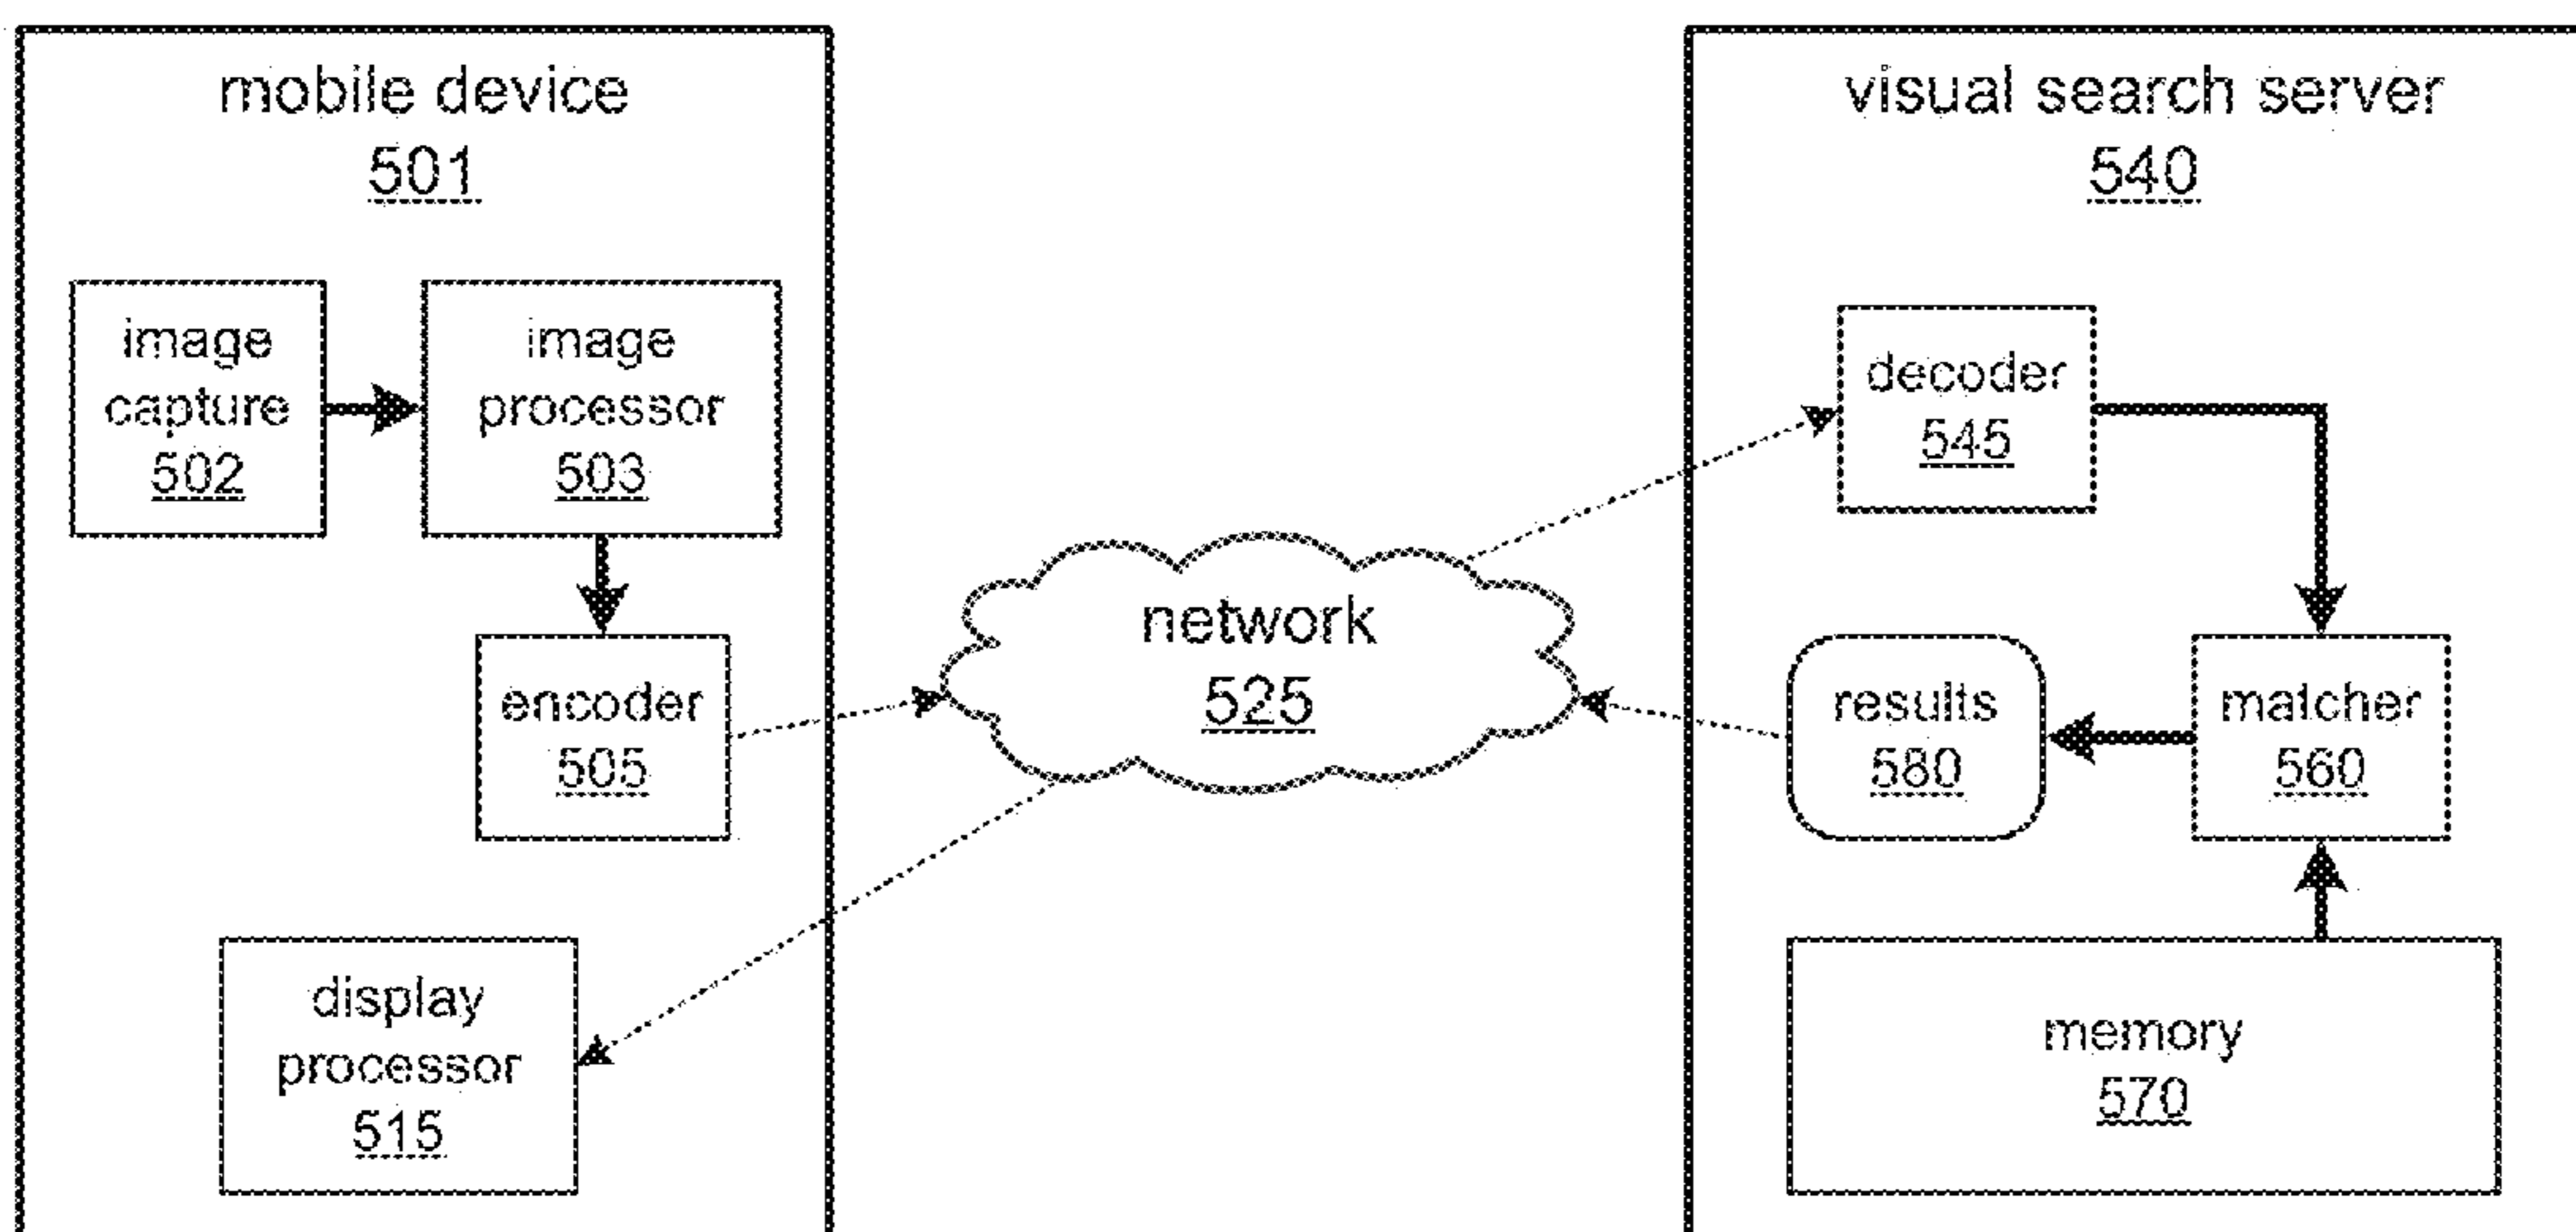 mobile device
501
image
capture
502
image
processor
503
encoder
505
display
processor
515
network
525
visual search server
540
decoder
545
results
580
matcher
560
memory
570